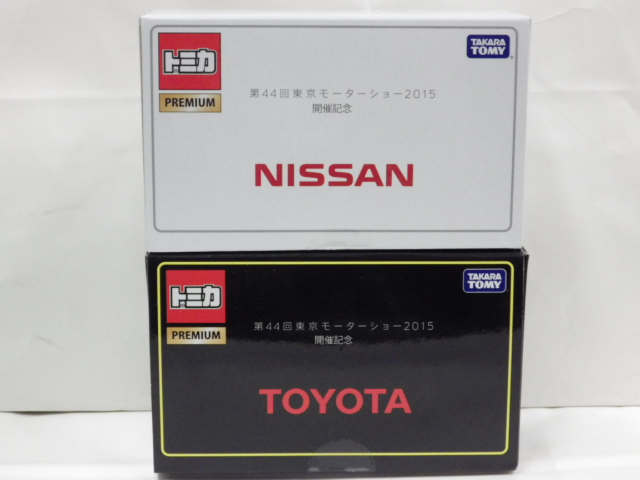 トミカ
PREMIUM
TAKARA
TOMY
第44回東京モーターショー2015
開催記念
NISSAN
トミカ
PREMIUM
TAKARA
TOMY
第44回東京モーターショー2015
開催記念
TOYOTA